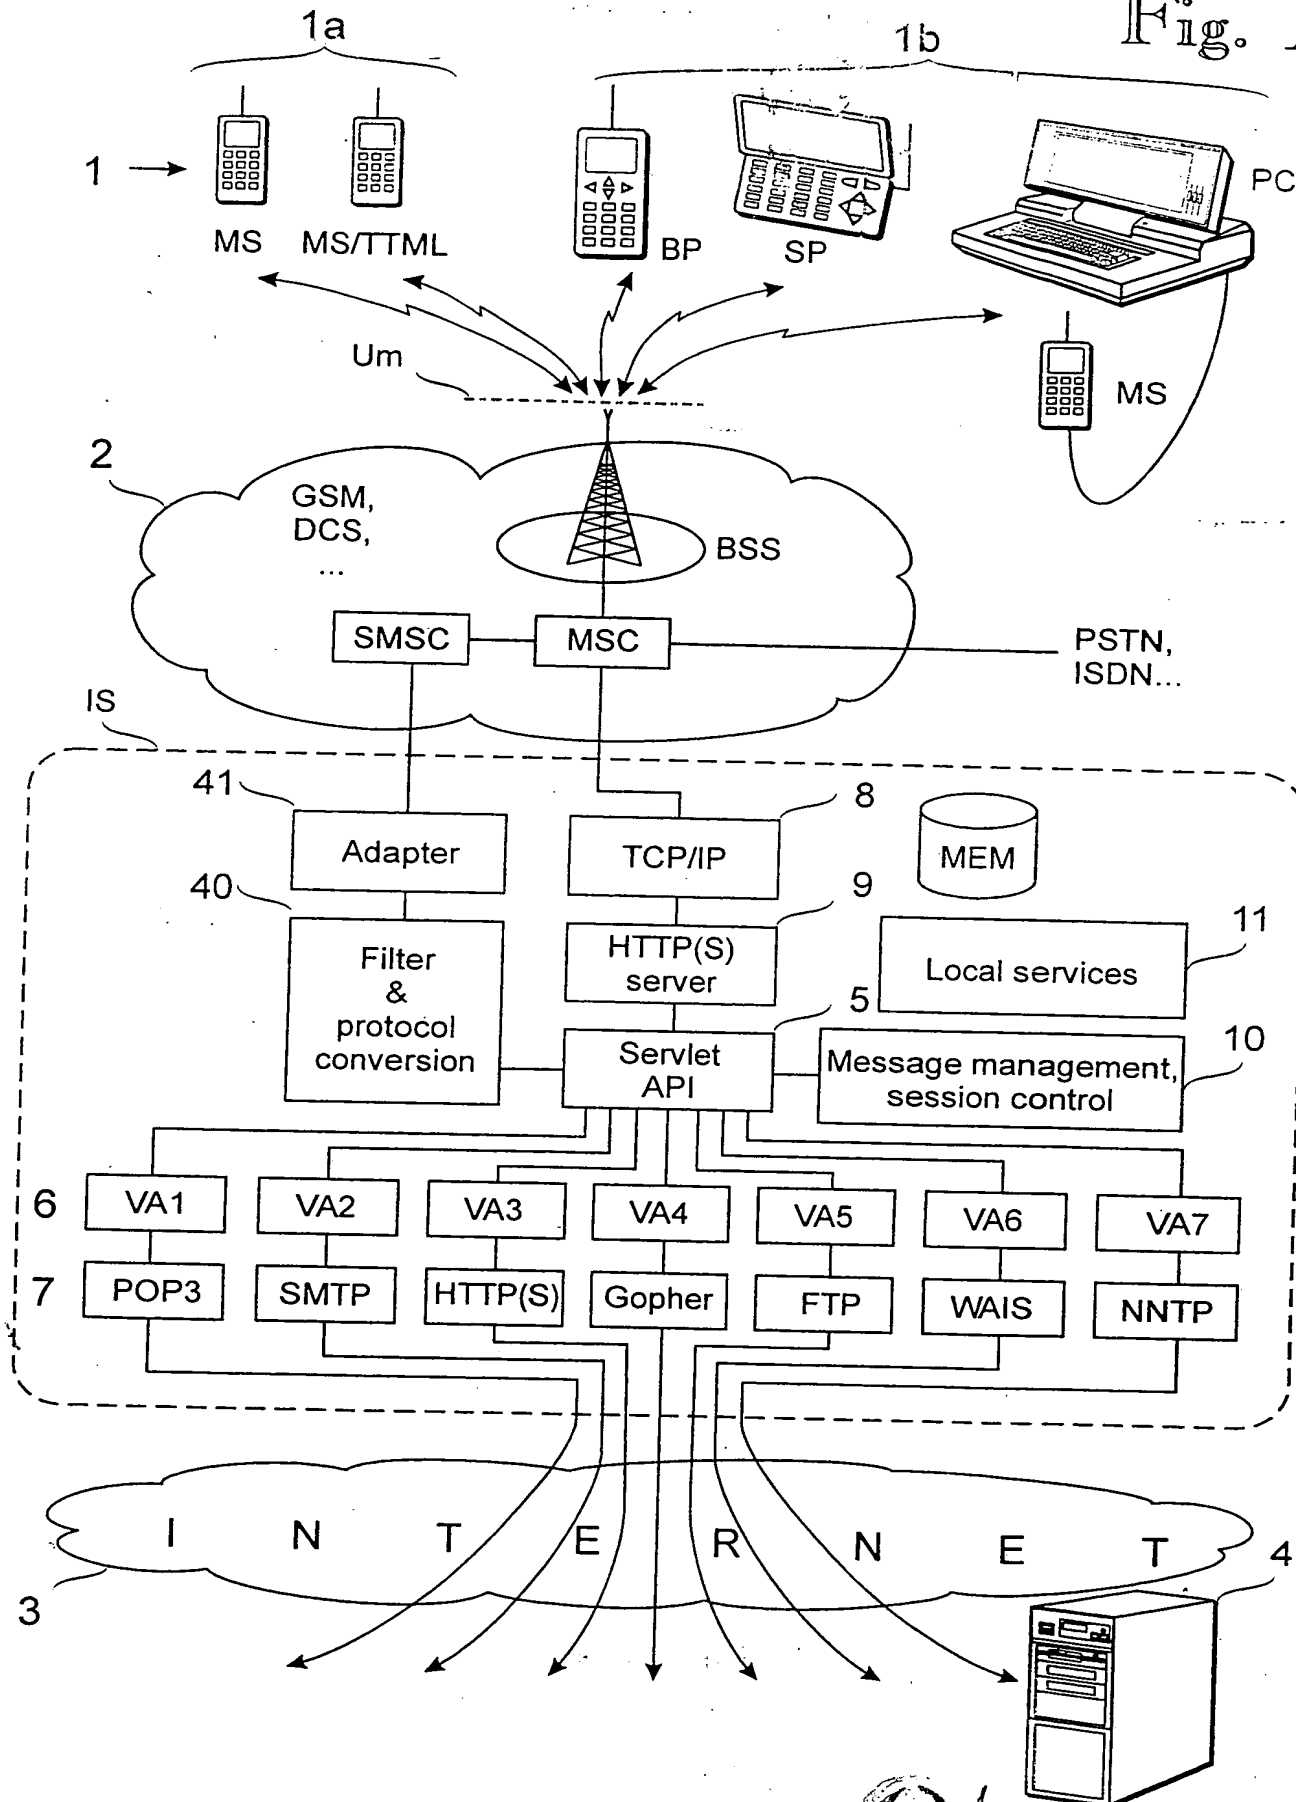 Fig.
1a
1b
1
PC
MS
MS/TTML
BP
SP
Um
MS
2
GSM,
DCS,
...
BSS
SMSC
MSC
PSTN,
ISDN...
IS
41
8
Adapter
TCP/IP
MEM
40
9
11
Filter
&
protocol
conversion
HTTP(S)
server
Local services
5
10
Servlet
API
Message management,
session control
6
VA1
VA2
VA3
VA4
VA5
VA6
VA7
7
POP3
SMTP
HTTP(S)
Gopher
FTP
WAIS
NNTP
I N T E R N E T
3
4